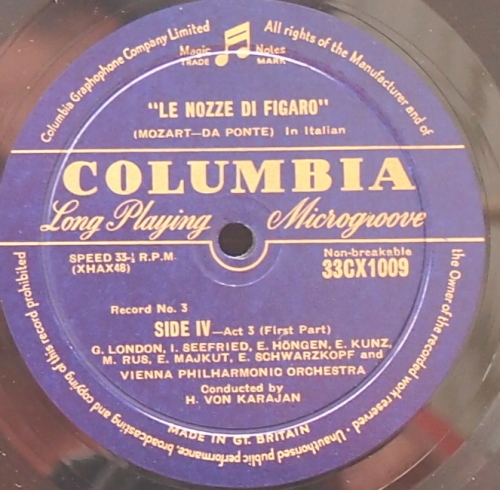 Columbia Graphophone Company Limited
All rights of the Manufacturer and of
the Owner of the recorded work reserved · Unauthorised public performance, broadcasting and copying of this record prohibited
Magic Notes
TRADE MARK
"LE NOZZE DI FIGARO"
(MOZART—DA PONTE) In Italian
COLUMBIA
Long Playing Microgroove
SPEED 33⅓ R.P.M.
(XHAX48)
Non-breakable
33CX1009
Record No. 3
SIDE IV—Act 3 (First Part)
G. LONDON, I. SEEFRIED, E. HÖNGEN, E. KUNZ,
M. RUS, E. MAJKUT, E. SCHWARZKOPF and
VIENNA PHILHARMONIC ORCHESTRA
Conducted by
H. VON KARAJAN
MADE IN GT. BRITAIN